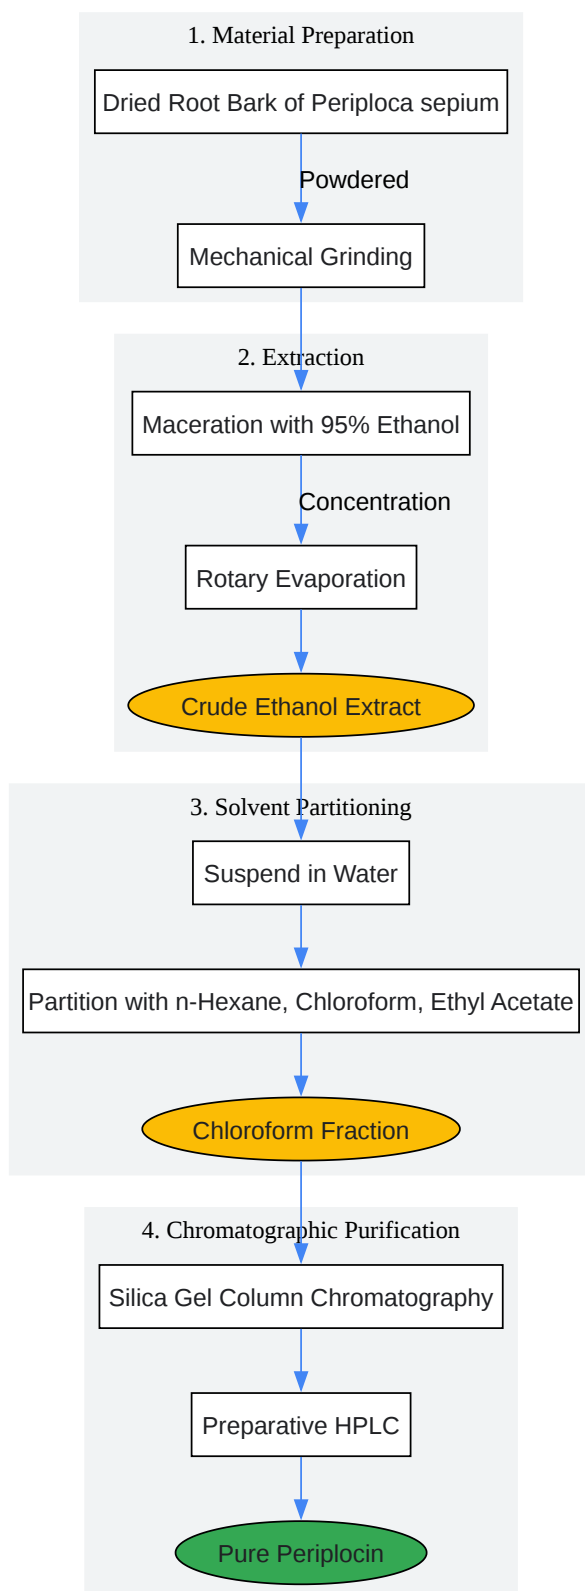 1. Material Preparation
Dried Root Bark of Periploca sepium
Powdered
Mechanical Grinding
2. Extraction
Maceration with 95% Ethanol
Concentration
Rotary Evaporation
Crude Ethanol Extract
3. Solvent Partitioning
Suspend in Water
Partition with n-Hexane, Chloroform, Ethyl Acetate
Chloroform Fraction
4. Chromatographic Purification
Silica Gel Column Chromatography
Preparative HPLC
Pure Periplocin